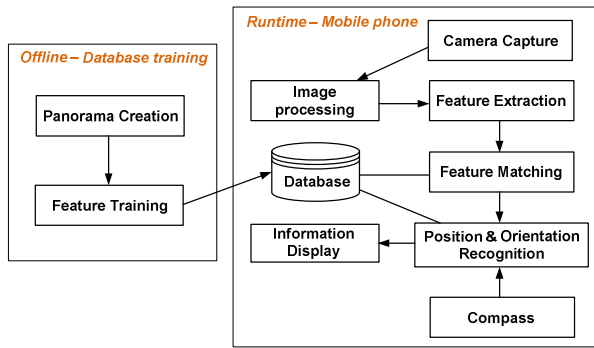 Offline – Database training
Panorama Creation
Feature Training
Runtime – Mobile phone
Camera Capture
Image
processing
Feature Extraction
Database
Feature Matching
Information
Display
Position & Orientation
Recognition
Compass